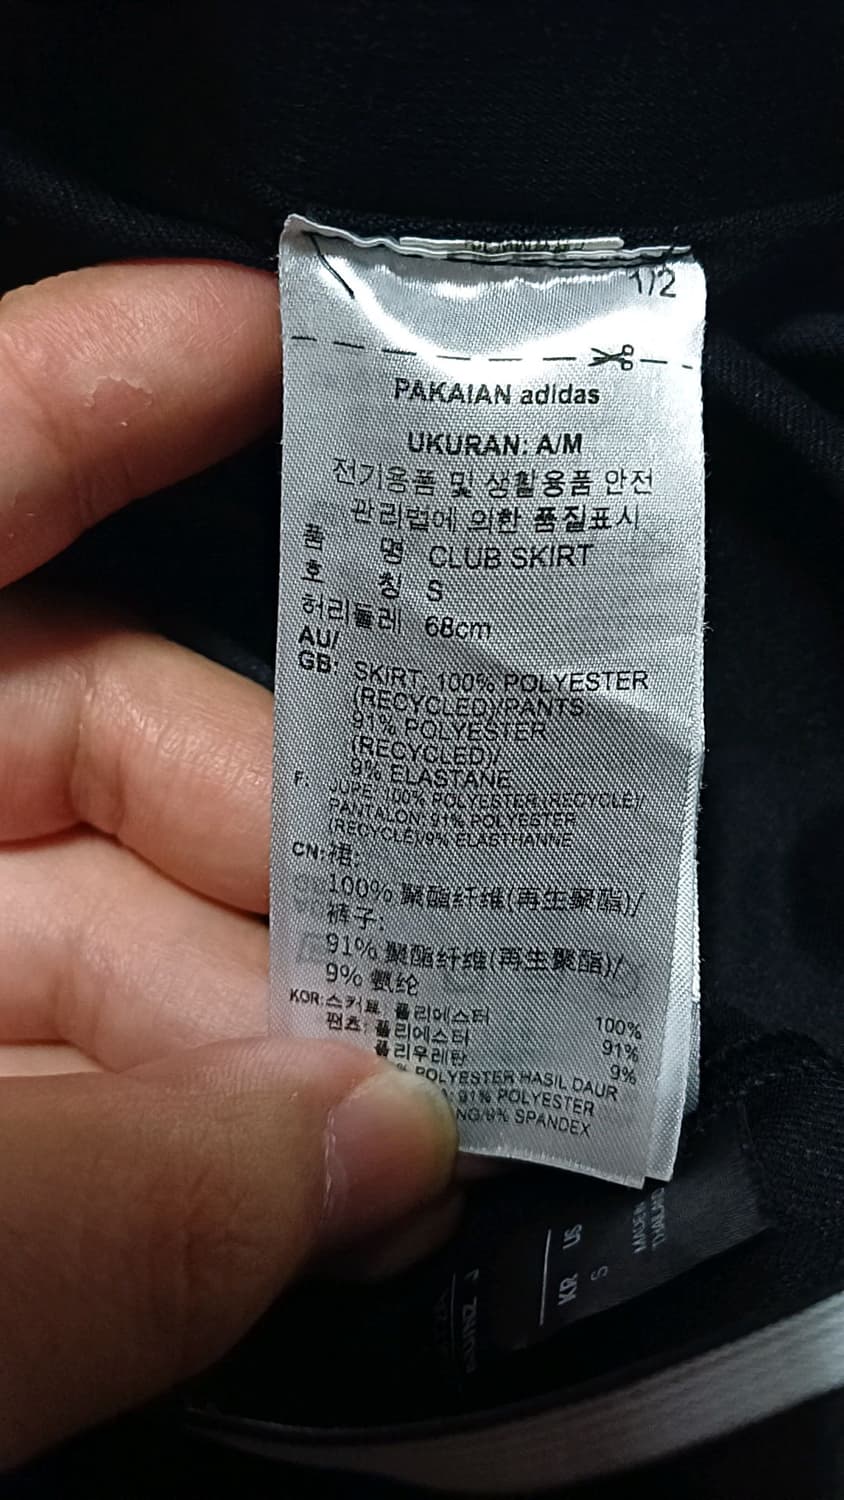 1/2
PAKAIAN adidas
UKURAN: A/M
전기용품 및 생활용품 안전
관리법에 의한 품질표시
품 명 CLUB SKIRT
호 칭 S
허리둘레 68cm
AU/
GB: SKIRT: 100% POLYESTER
(RECYCLED)/PANTS:
91% POLYESTER
(RECYCLED)/
9% ELASTANE
F: JUPE: 100% POLYESTER (RECYCLÉ)/
PANTALON: 91% POLYESTER
(RECYCLÉ)/9% ELASTHANNE
CN: 裙:
100% 聚酯纤维(再生聚酯)/
裤子:
91% 聚酯纤维(再生聚酯)/
9% 氨纶
KOR: 스커트: 폴리에스터 100%
팬츠: 폴리에스터 91%
폴리우레탄 9%
% POLYESTER HASIL DAUR
: 91% POLYESTER
NG/9% SPANDEX
US S
KR
MADE IN
THAILAND